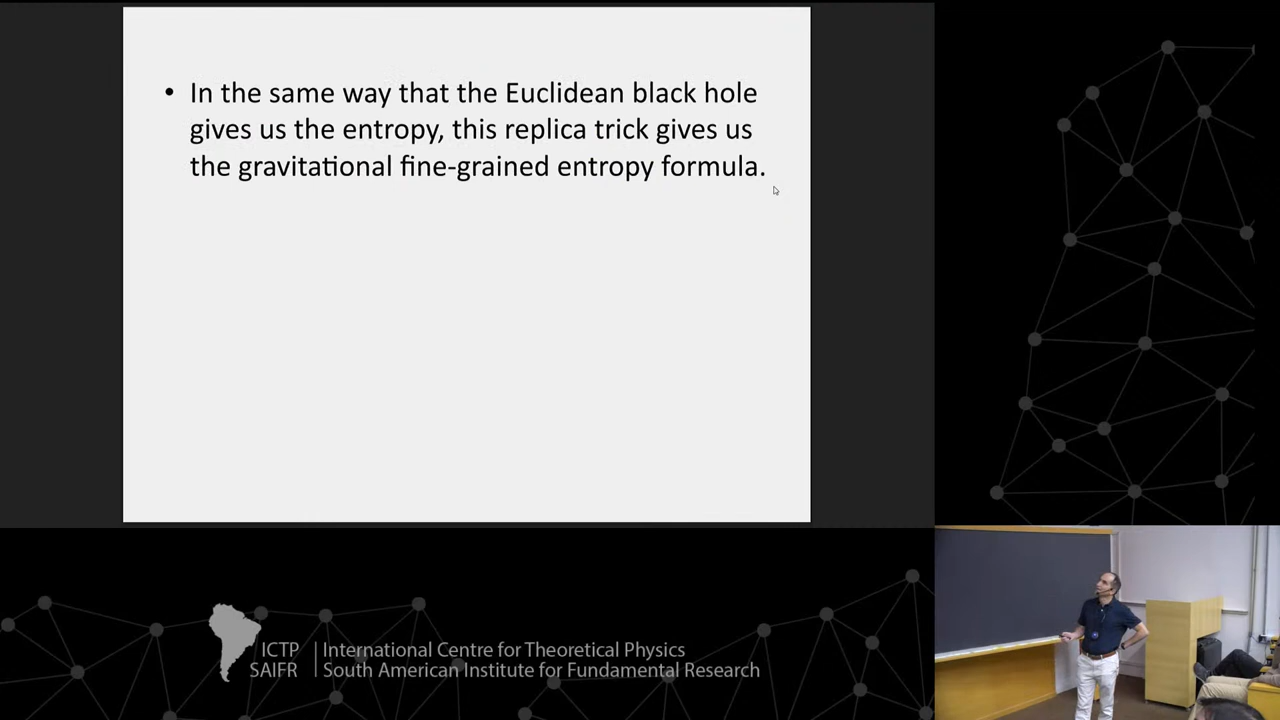 • In the same way that the Euclidean black hole
gives us the entropy, this replica trick gives us
the gravitational fine-grained entropy formula.
ICTP
SAIFR
International Centre for Theoretical Physics
South American Institute for Fundamental Research